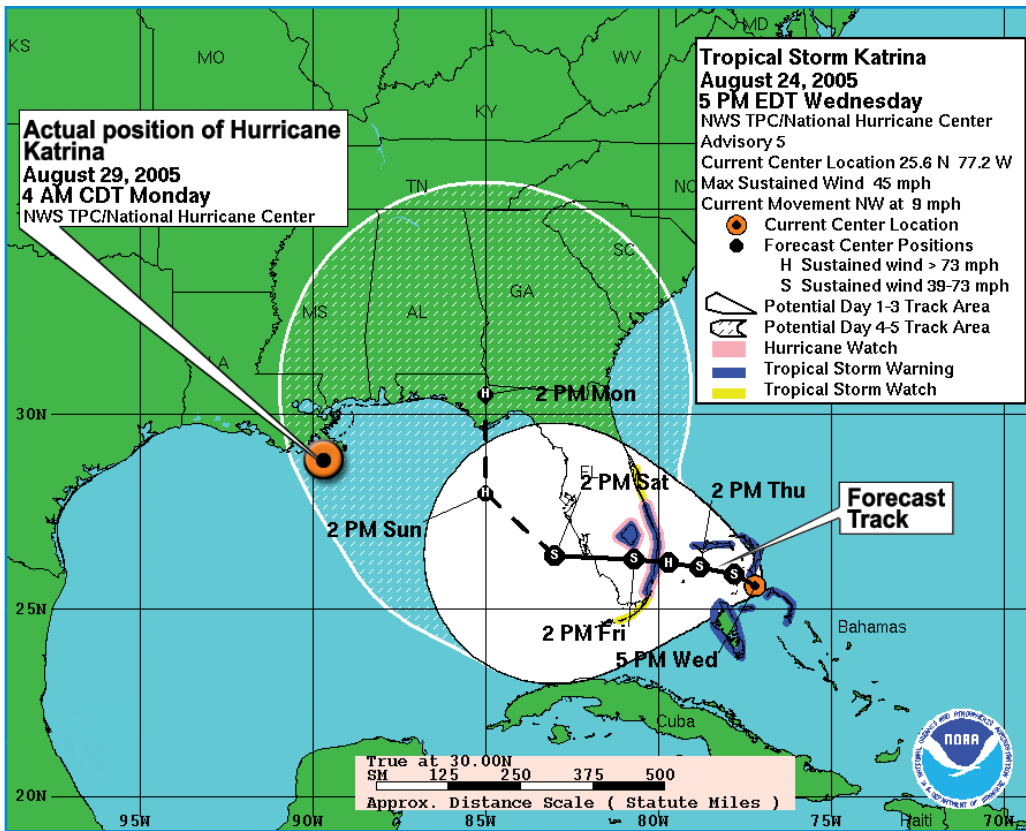 KS
MO
WV
MD
KY
TN
NC
SC
MS
AL
GA
LA
FL
Actual position of Hurricane
Katrina
August 29, 2005
4 AM CDT Monday
NWS TPC/National Hurricane Center
Tropical Storm Katrina
August 24, 2005
5 PM EDT Wednesday
NWS TPC/National Hurricane Center
Advisory 5
Current Center Location 25.6 N 77.2 W
Max Sustained Wind 45 mph
Current Movement NW at 9 mph
Current Center Location
Forecast Center Positions
H Sustained wind > 73 mph
S Sustained wind 39-73 mph
Potential Day 1-3 Track Area
Potential Day 4-5 Track Area
Hurricane Watch
Tropical Storm Warning
Tropical Storm Watch
30N
H
2 PM Mon
2 PM Sat
2 PM Thu
H
2 PM Sun
Forecast
Track
S
S
H
S
S
25N
2 PM Fri
5 PM Wed
Bahamas
Cuba
Haiti
True at 30.00N
SM 125 250 375 500
Approx. Distance Scale ( Statute Miles )
20N
95W
90W
85W
80W
75W
70W
NOAA